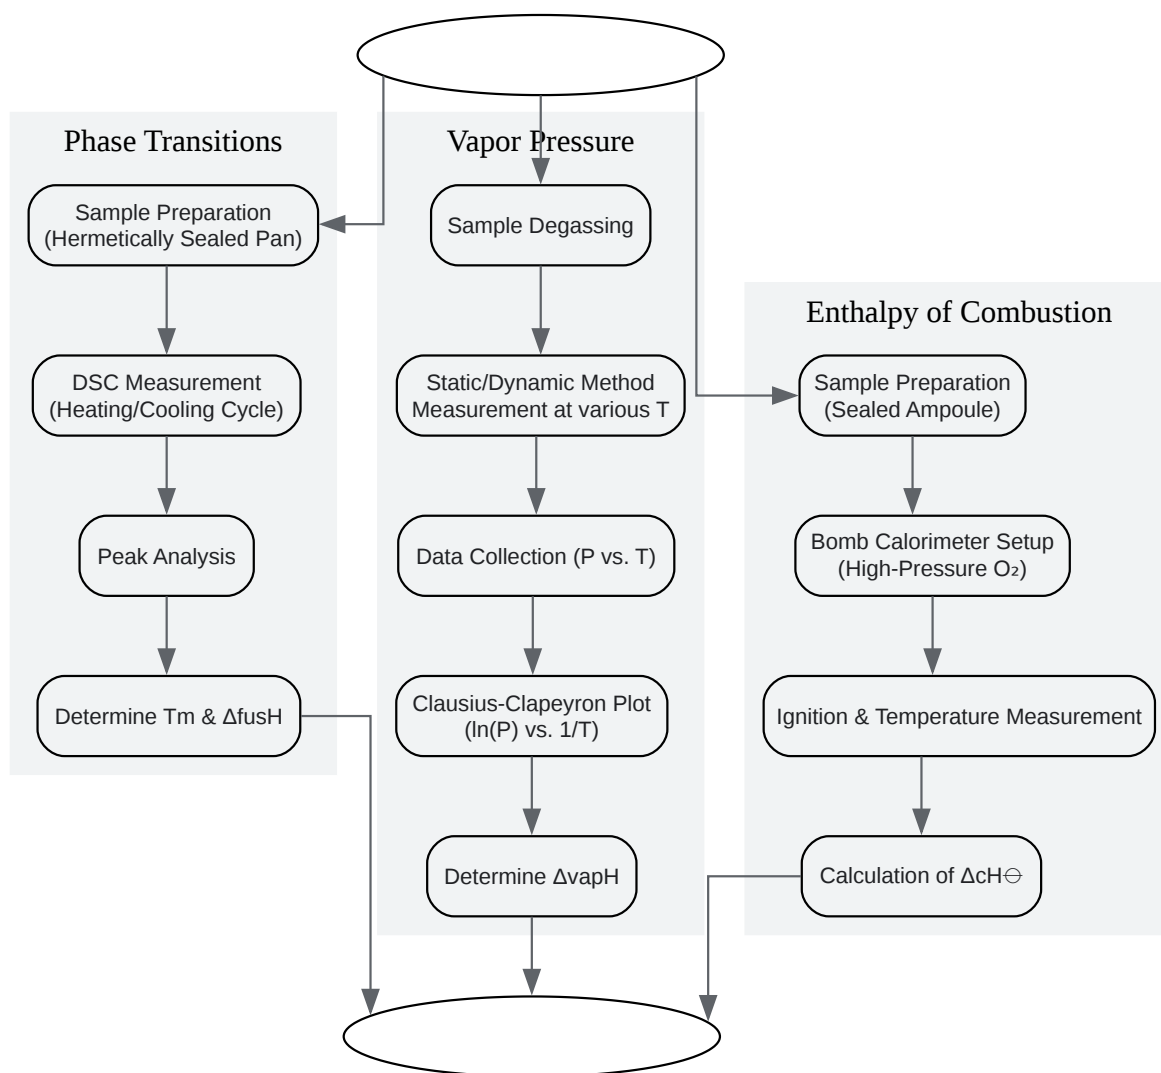 Phase Transitions
Sample Preparation
(Hermetically Sealed Pan)
DSC Measurement
(Heating/Cooling Cycle)
Peak Analysis
Determine Tm & ΔfusH
Vapor Pressure
Sample Degassing
Static/Dynamic Method
Measurement at various T
Data Collection (P vs. T)
Clausius-Clapeyron Plot
(ln(P) vs. 1/T)
Determine ΔvapH
Enthalpy of Combustion
Sample Preparation
(Sealed Ampoule)
Bomb Calorimeter Setup
(High-Pressure O₂)
Ignition & Temperature Measurement
Calculation of ΔcH⊖